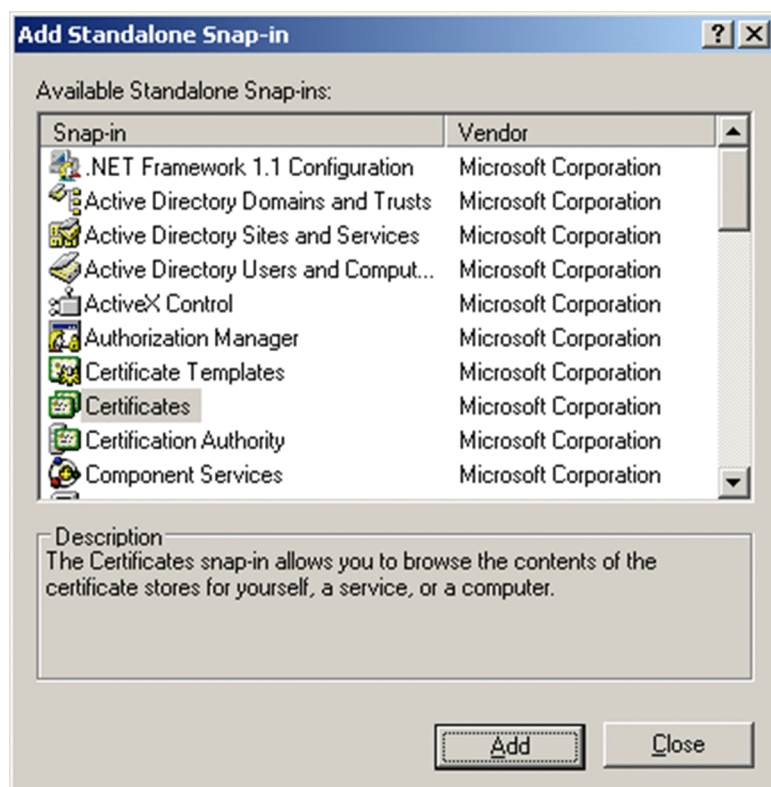 Add Standalone Snap-in
Available Standalone Snap-ins:
Snap-in Vendor
.NET Framework 1.1 Configuration Microsoft Corporation
Active Directory Domains and Trusts Microsoft Corporation
Active Directory Sites and Services Microsoft Corporation
Active Directory Users and Comput... Microsoft Corporation
ActiveX Control Microsoft Corporation
Authorization Manager Microsoft Corporation
Certificate Templates Microsoft Corporation
Certificates Microsoft Corporation
Certification Authority Microsoft Corporation
Component Services Microsoft Corporation
Description
The Certificates snap-in allows you to browse the contents of the
certificate stores for yourself, a service, or a computer.
Add Close